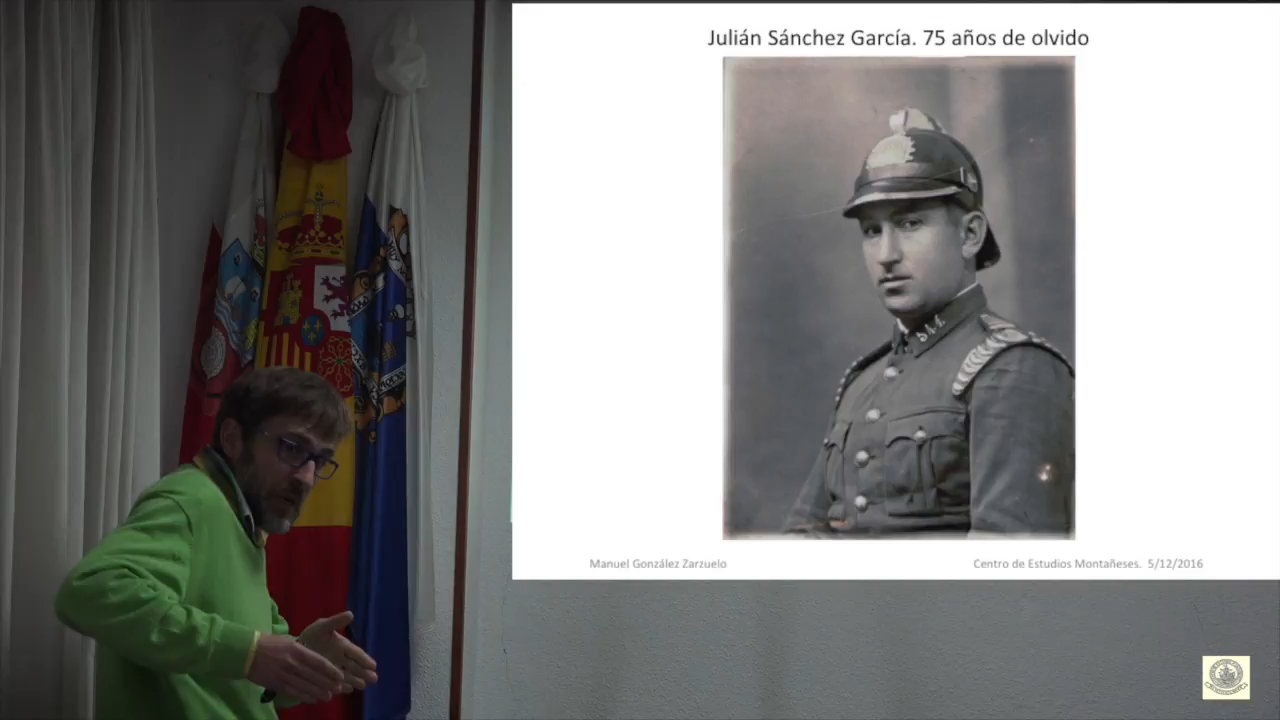 Julián Sánchez García. 75 años de olvido
Manuel González Zarzuelo
Centro de Estudios Montañeses. 5/12/2016